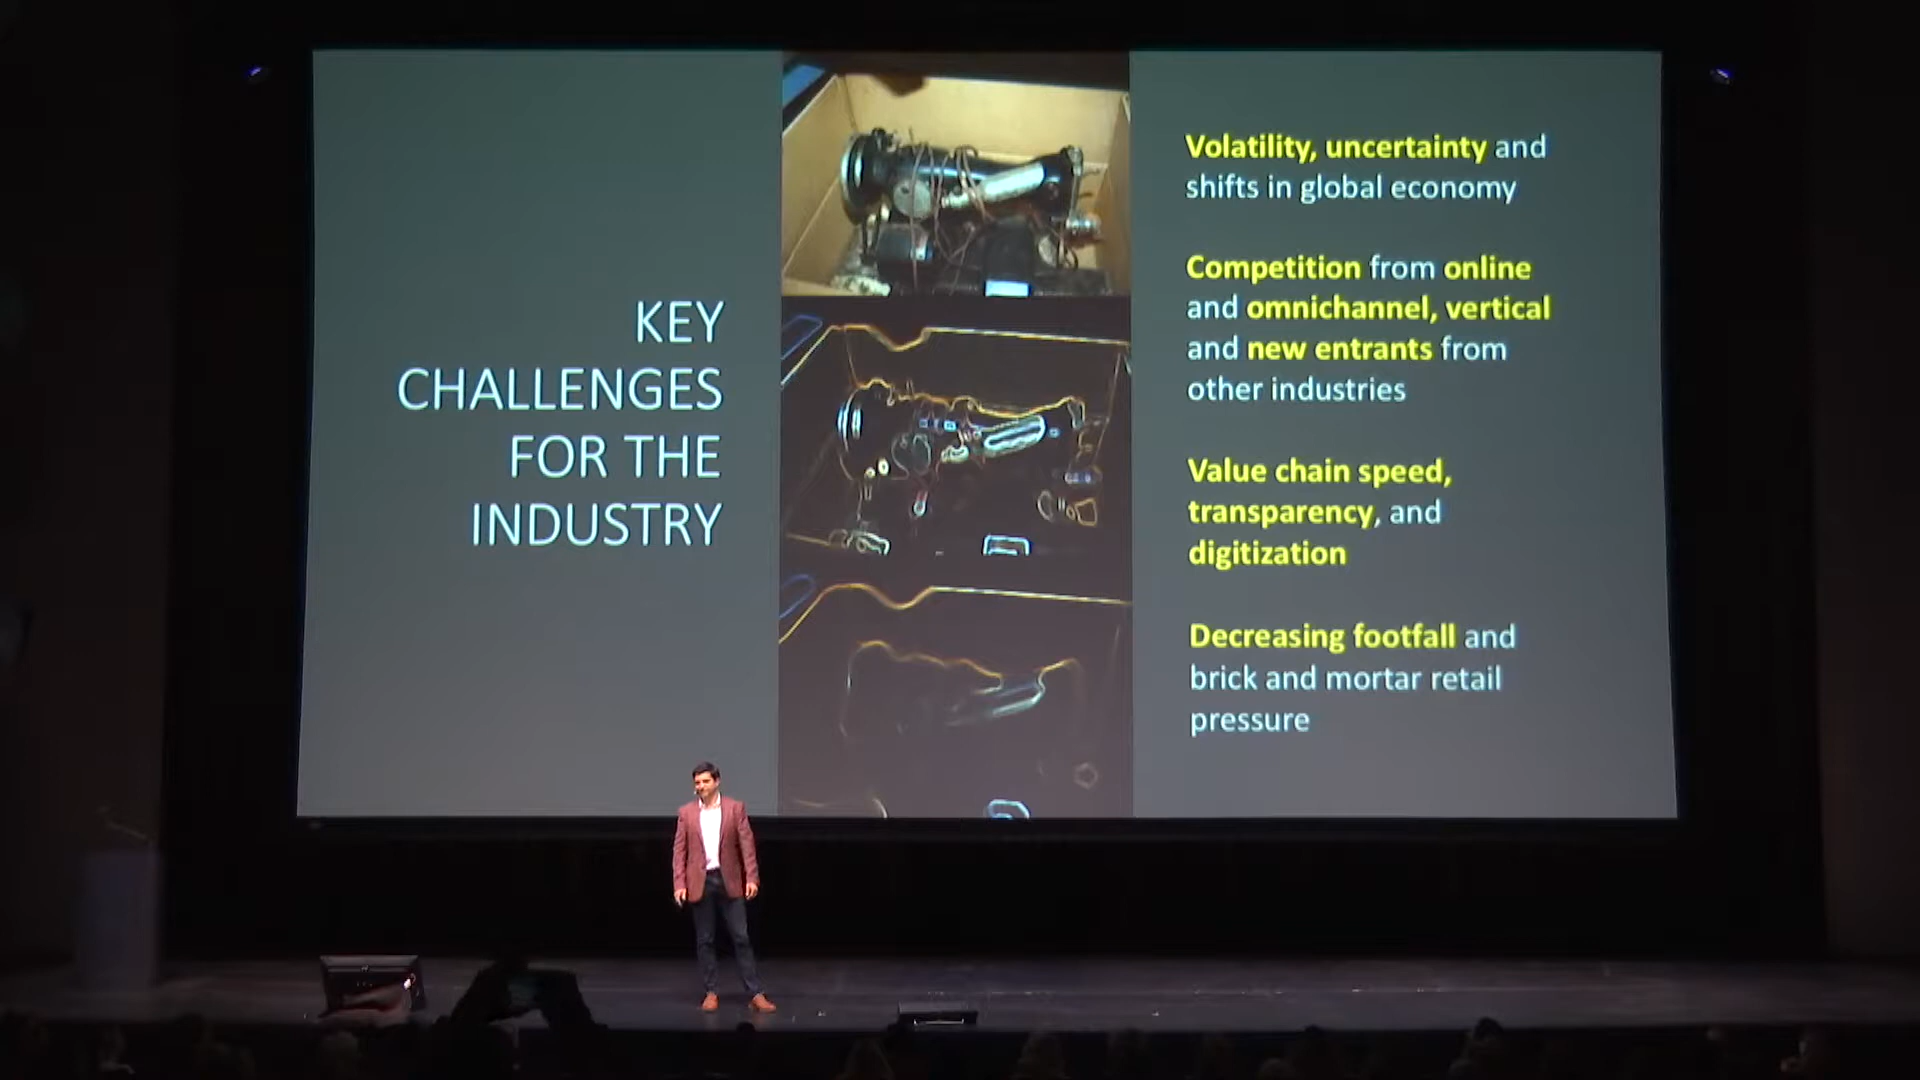 KEY
CHALLENGES
FOR THE
INDUSTRY
Volatility, uncertainty and
shifts in global economy
Competition from online
and omnichannel, vertical
and new entrants from
other industries
Value chain speed,
transparency, and
digitization
Decreasing footfall and
brick and mortar retail
pressure